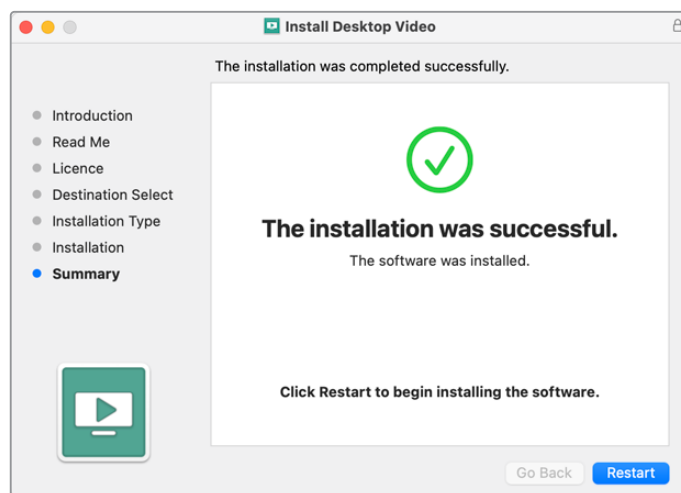 Install Desktop Video
The installation was completed successfully.
Introduction
Read Me
Licence
Destination Select
Installation Type
Installation
Summary
The installation was successful.
The software was installed.
Click Restart to begin installing the software.
Go Back
Restart